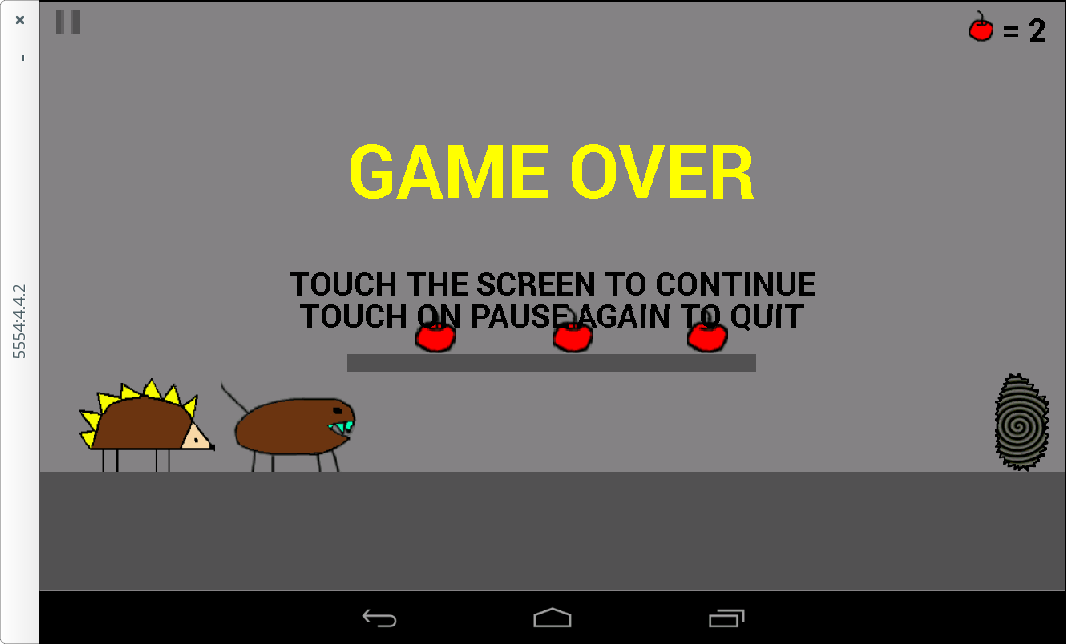 = 2
GAME OVER
TOUCH THE SCREEN TO CONTINUE
TOUCH ON PAUSE AGAIN TO QUIT
5554:4.4.2